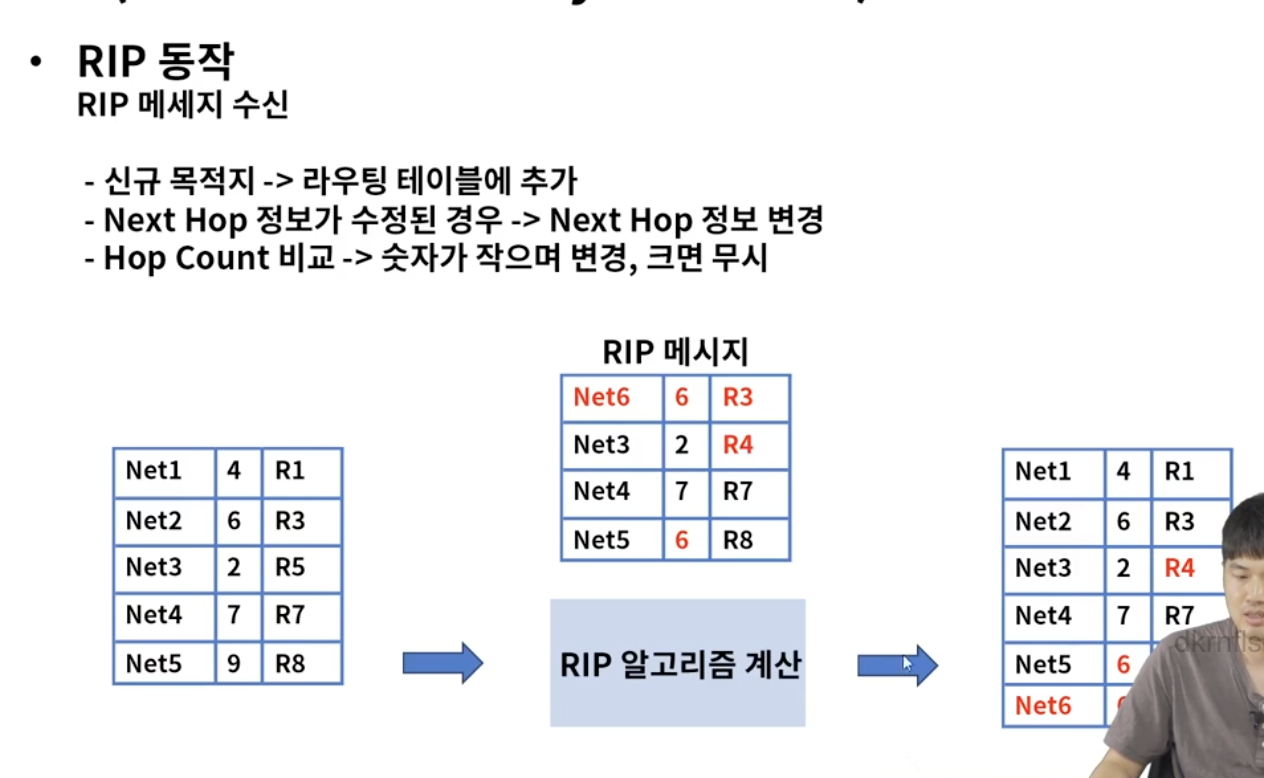 • RIP 동작
RIP 메세지 수신
- 신규 목적지 -> 라우팅 테이블에 추가
- Next Hop 정보가 수정된 경우 -> Next Hop 정보 변경
- Hop Count 비교 -> 숫자가 작으며 변경, 크면 무시
RIP 메시지
Net6 6 R3
Net3 2 R4
Net4 7 R7
Net5 6 R8
Net1 4 R1
Net2 6 R3
Net3 2 R5
Net4 7 R7
Net5 9 R8
RIP 알고리즘 계산
Net1 4 R1
Net2 6 R3
Net3 2 R4
Net4 7 R7
Net5 6
Net6